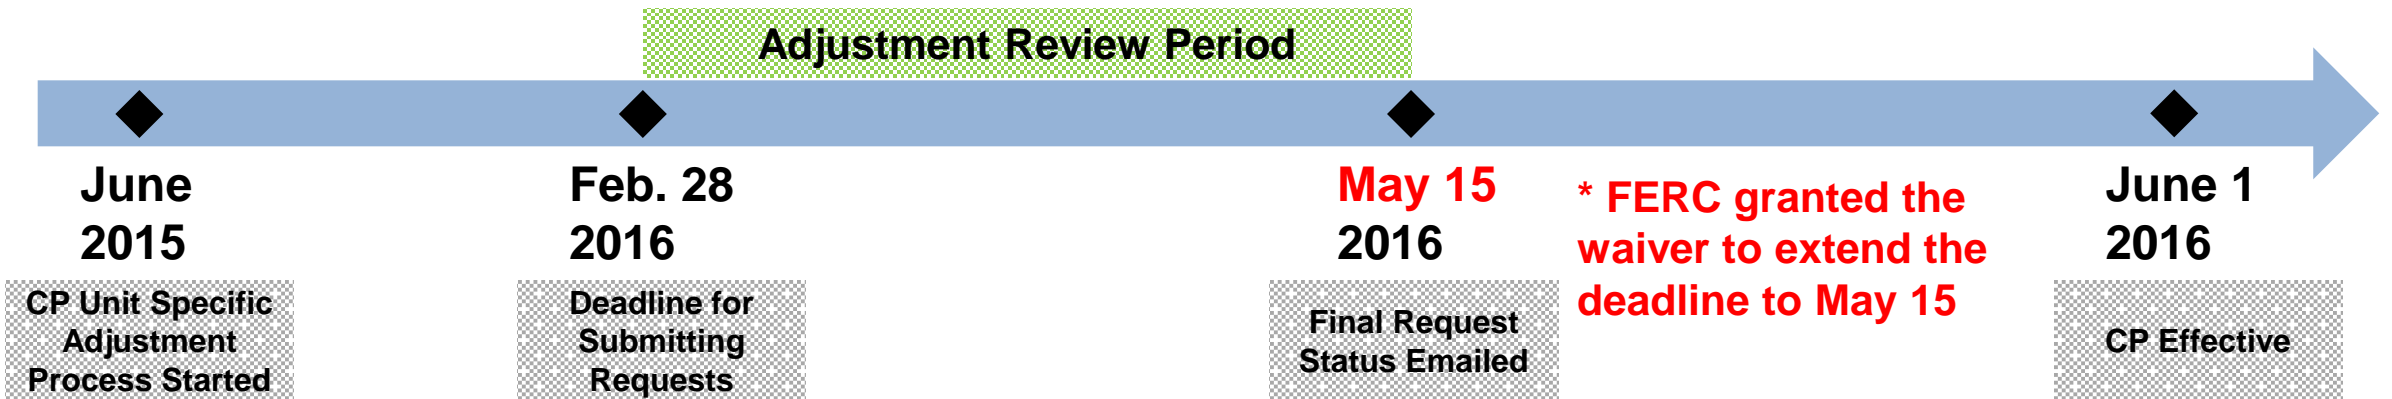 Adjustment Review Period
June
2015
CP Unit Specific
Adjustment
Process Started
Feb. 28
2016
Deadline for
Submitting
Requests
May 15
2016
Final Request
Status Emailed
* FERC granted the
waiver to extend the
deadline to May 15
June 1
2016
CP Effective